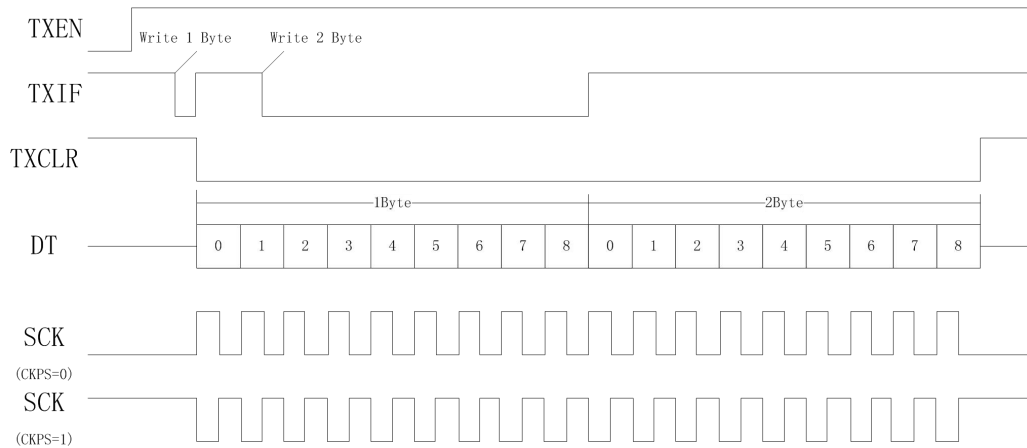 TXEN
Write 1 Byte
Write 2 Byte
TXIF
TXCLR
1Byte
2Byte
DT
0 1 2 3 4 5 6 7 8 0 1 2 3 4 5 6 7 8
SCK
(CKPS=0)
SCK
(CKPS=1)